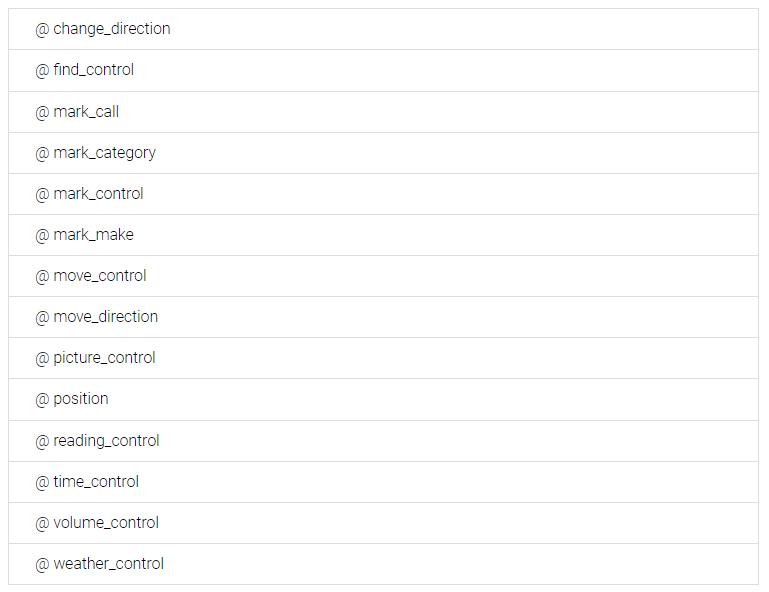 @ change_direction
@ find_control
@ mark_call
@ mark_category
@ mark_control
@ mark_make
@ move_control
@ move_direction
@ picture_control
@ position
@ reading_control
@ time_control
@ volume_control
@ weather_control